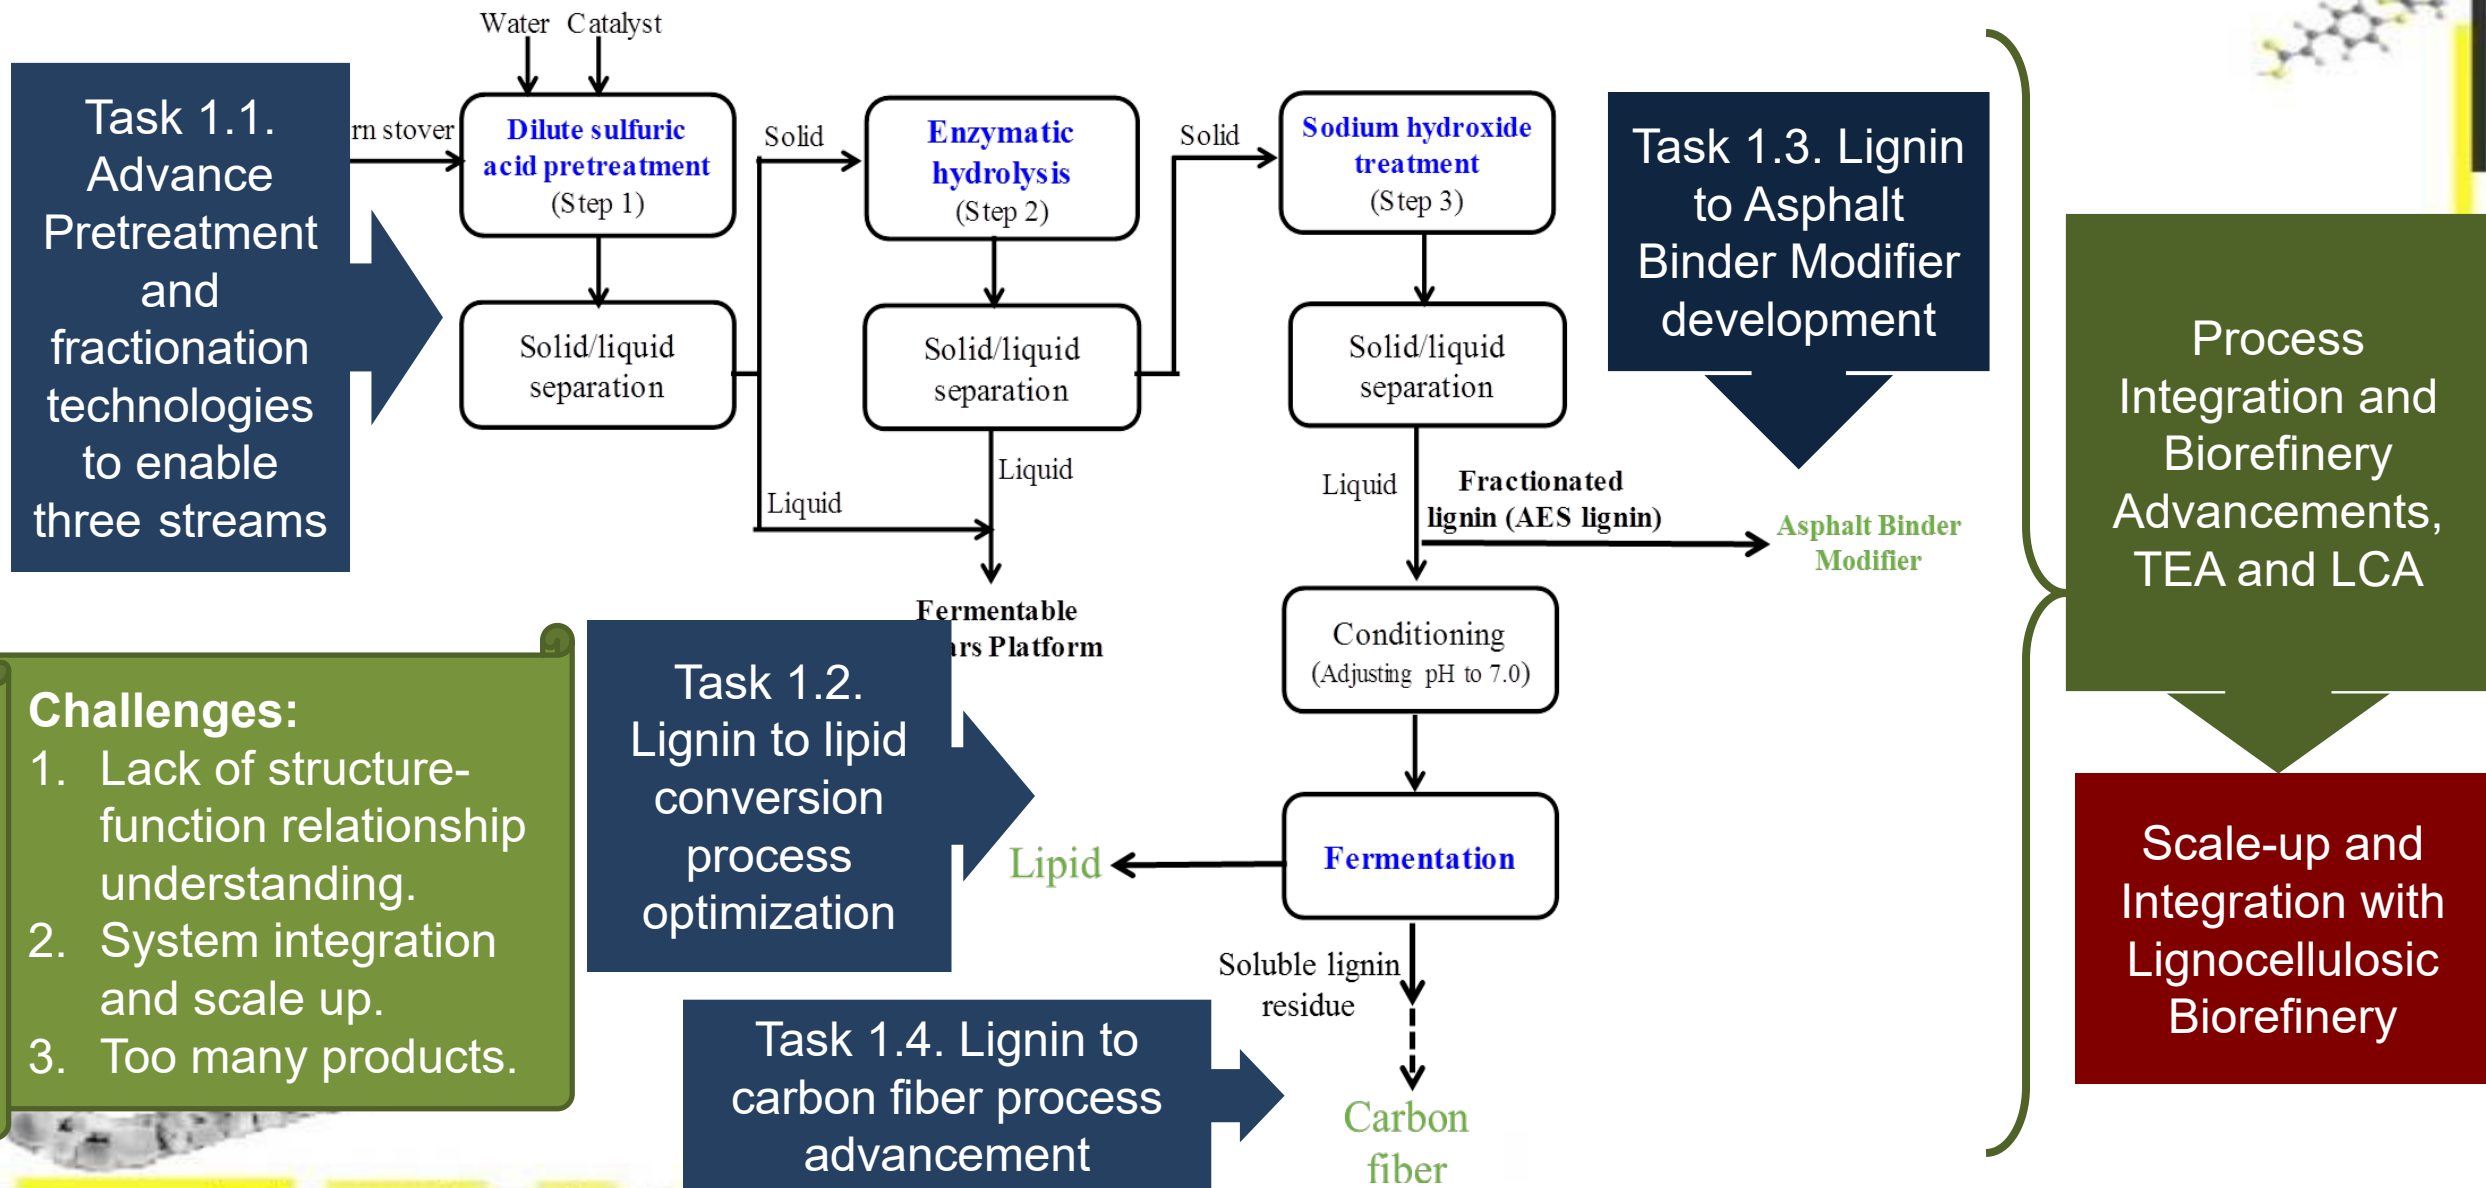 Water Catalyst
Task 1.1.
Advance
Pretreatment
and
fractionation
technologies
to enable
three streams
rn stover
Dilute sulfuric
acid pretreatment
(Step 1)
Solid
Enzymatic
hydrolysis
(Step 2)
Solid
Sodium hydroxide
treatment
(Step 3)
Solid/liquid
separation
Solid/liquid
separation
Solid/liquid
separation
Liquid
Liquid
Fermentable
ars Platform
Liquid
Fractionated
lignin (AES lignin)
Asphalt Binder
Modifier
Task 1.3. Lignin
to Asphalt
Binder Modifier
development
Conditioning
(Adjusting pH to 7.0)
Fermentation
Lipid
Soluble lignin
residue
Carbon
fiber
Challenges:
1. Lack of structure-
function relationship
understanding.
2. System integration
and scale up.
3. Too many products.
Task 1.2.
Lignin to lipid
conversion
process
optimization
Task 1.4. Lignin to
carbon fiber process
advancement
Process
Integration and
Biorefinery
Advancements,
TEA and LCA
Scale-up and
Integration with
Lignocellulosic
Biorefinery